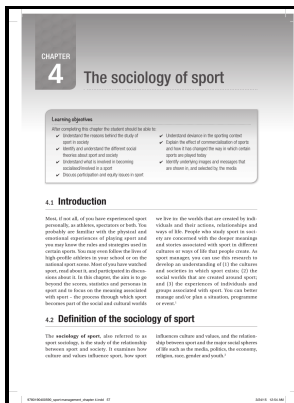 CHAPTER
4
The sociology of sport
Learning objectives
After completing this chapter the student should be able to:
✔ Understand the reasons behind the study of
sport in society
✔ Identify and understand the different social
theories about sport and society
✔ Understand what is involved in becoming
socialised/involved in a sport
✔ Discuss participation and equity issues in sport
✔ Understand deviance in the sporting context
✔ Explain the effect of commercialisation of sports
and how it has changed the way in which certain
sports are played today
✔ Identify underlying images and messages that
are shown in, and selected by, the media
4.1 Introduction
Most, if not all, of you have experienced sport
personally, as athletes, spectators or both. You
probably are familiar with the physical and
emotional experiences of playing sport and
you may know the rules and strategies used in
certain sports. You may even follow the lives of
high profile athletes in your school or on the
national sport scene. Most of you have watched
sport, read about it, and participated in discus-
sions about it. In this chapter, the aim is to go
beyond the scores, statistics and personas in
sport and to focus on the meaning associated
with sport – the process through which sport
becomes part of the social and cultural worlds
we live in: the worlds that are created by indi-
viduals and their actions, relationships and
ways of life. People who study sport in soci-
ety are concerned with the deeper meanings
and stories associated with sport in different
cultures or ways of life that people create. As
sport manager, you can use this research to
develop an understanding of (1) the cultures
and societies in which sport exists; (2) the
social worlds that are created around sport;
and (3) the experiences of individuals and
groups associated with sport. You can better
manage and/or plan a situation, programme
or event.
4.2 Definition of the sociology of sport
The sociology of sport, also referred to as
sport sociology, is the study of the relationship
between sport and society. It examines how
culture and values influence sport, how sport
influences culture and values, and the relation-
ship between sport and the major social spheres
of life such as the media, politics, the economy,
religion, race, gender and youth.